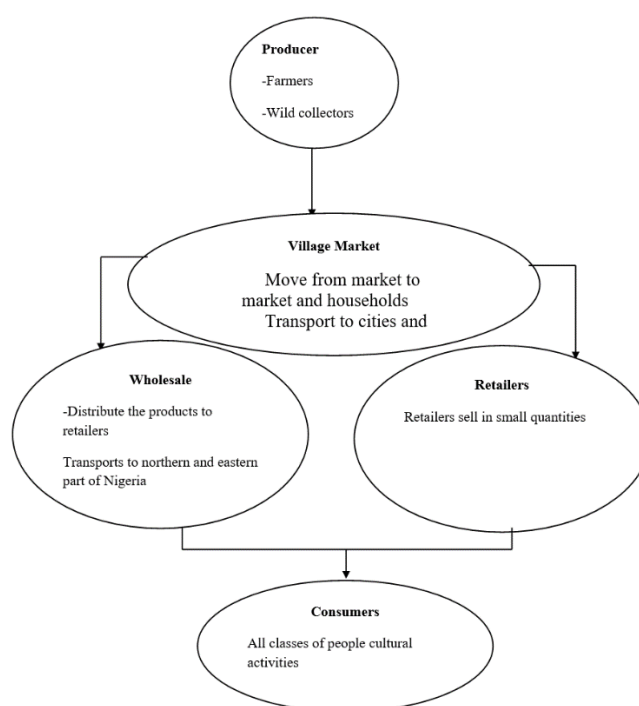 Producer
-Farmers
-Wild collectors
Village Market
Move from market to
market and households
Transport to cities and
Wholesale
-Distribute the products to
retailers
Transports to northern and eastern
part of Nigeria
Retailers
Retailers sell in small quantities
Consumers
All classes of people cultural
activities